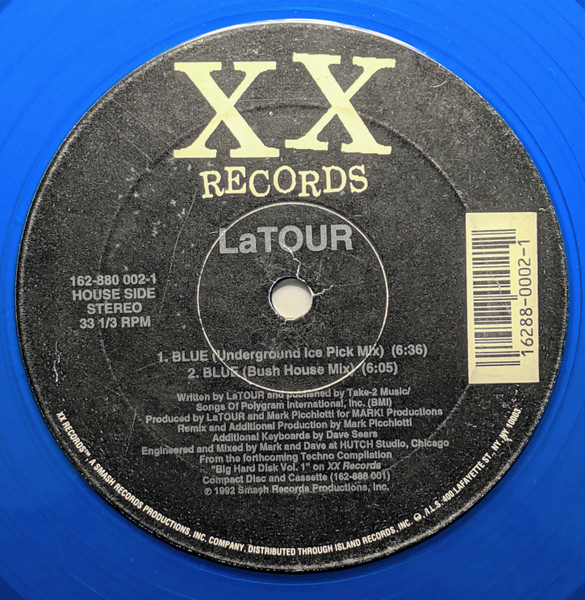 XX
RECORDS
LaTOUR
162-880 002-1
HOUSE SIDE
STEREO
33 1/3 RPM
16288-0002-1
1. BLUE (Underground Ice Pick Mix) (6:36)
2. BLUE (Bush House Mix) (6:05)
Written by LaTOUR and published by Take-2 Music/
Songs Of Polygram International, Inc. (BMI)
Produced by LaTOUR and Mark Picchiotti for MARK! Productions
Remix and Additional Production by Mark Picchiotti
Additional Keyboards by Dave Sears
Engineered and Mixed by Mark and Dave at HUTCH Studio, Chicago
From the forthcoming Techno Compilation
"Big Hard Disk Vol. 1" on XX Records
Compact Disc and Cassette (162-888 001)
© 1992 Smash Records Productions, Inc.
XX RECORDS™ A SMASH RECORDS PRODUCTIONS, INC. COMPANY. DISTRIBUTED THROUGH ISLAND RECORDS, INC. 400 LAFAYETTE ST. NY, NY 10003